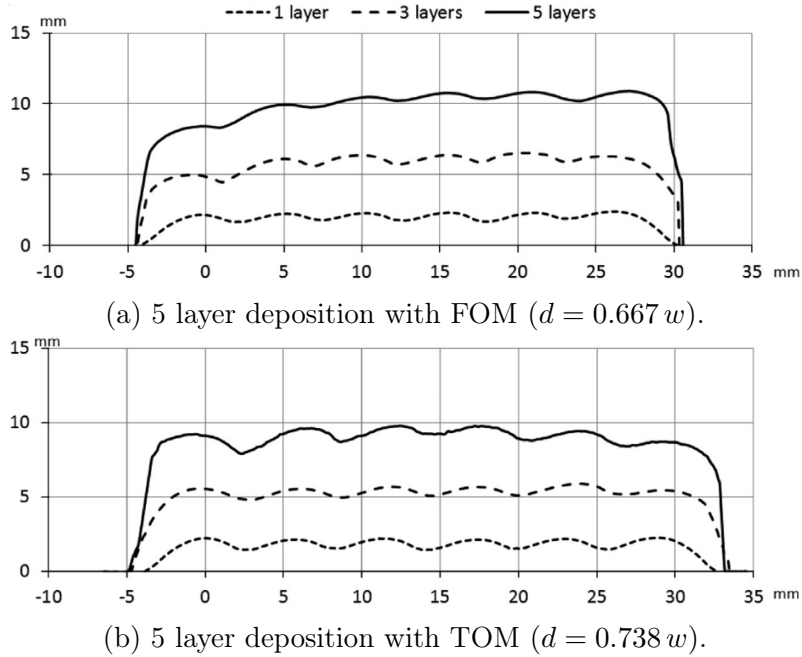 mm 1 layer 3 layers 5 layers
15
10
5
0
-10 -5 0 5 10 15 20 25 30 35 mm
(a) 5 layer deposition with FOM (d = 0.667 w).
15 mm
10
5
0
-10 -5 0 5 10 15 20 25 30 35 mm
(b) 5 layer deposition with TOM (d = 0.738 w).